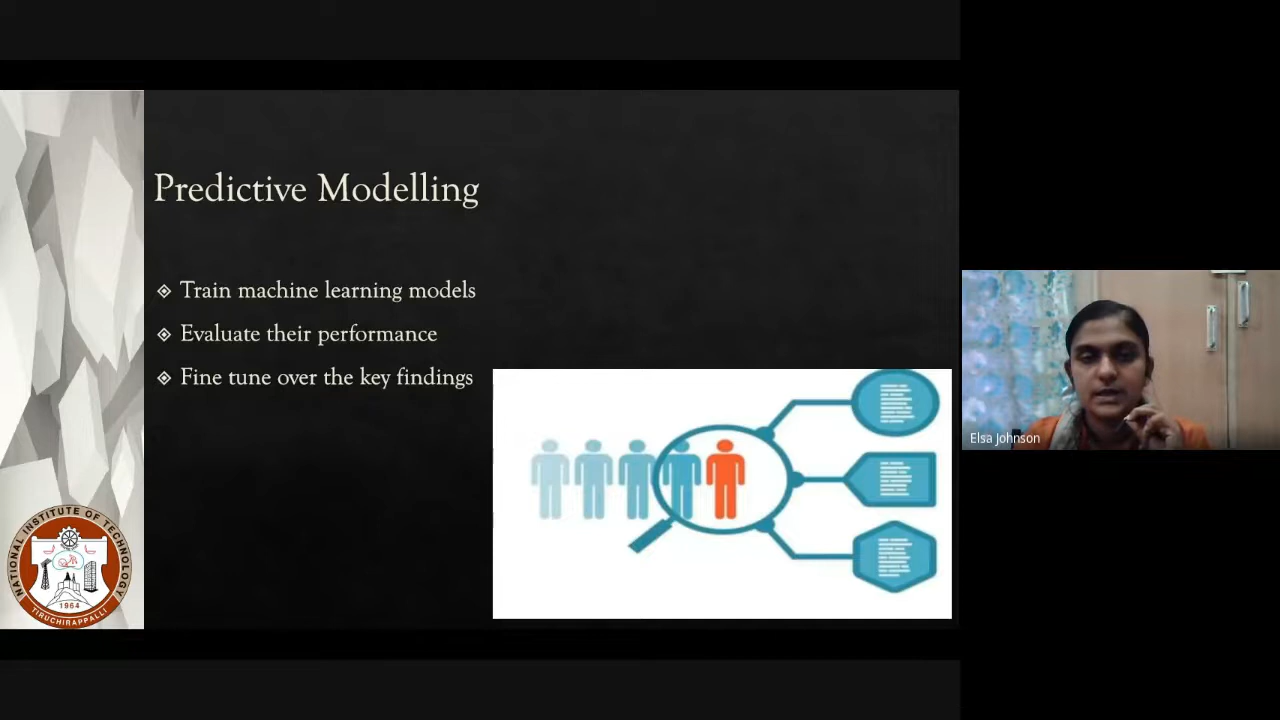 Predictive Modelling
Train machine learning models
Evaluate their performance
Fine tune over the key findings
NATIONAL INSTITUTE OF TECHNOLOGY
1964
TIRUCHIRAPPALLI
Elsa Johnson